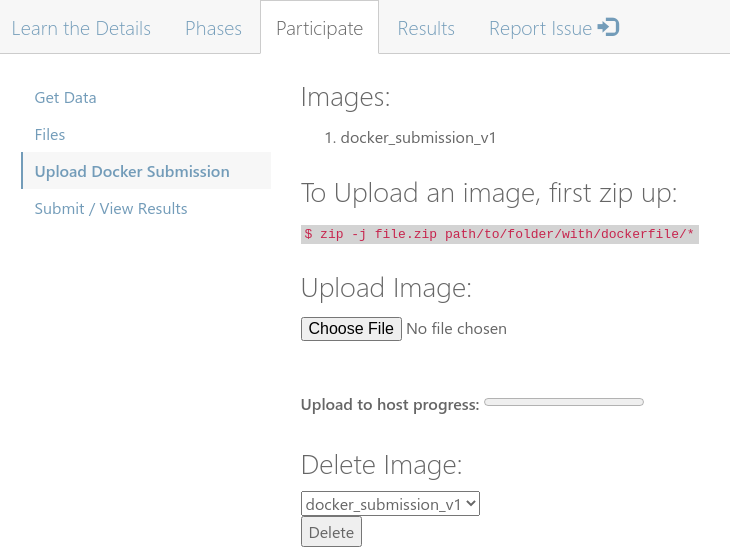 Learn the Details Phases Participate Results Report Issue
Get Data
Files
Upload Docker Submission
Submit / View Results
Images:
1. docker_submission_v1
To Upload an image, first zip up:
$ zip -j file.zip path/to/folder/with/dockerfile/*
Upload Image:
Choose File No file chosen
Upload to host progress:
Delete Image:
docker_submission_v1
Delete